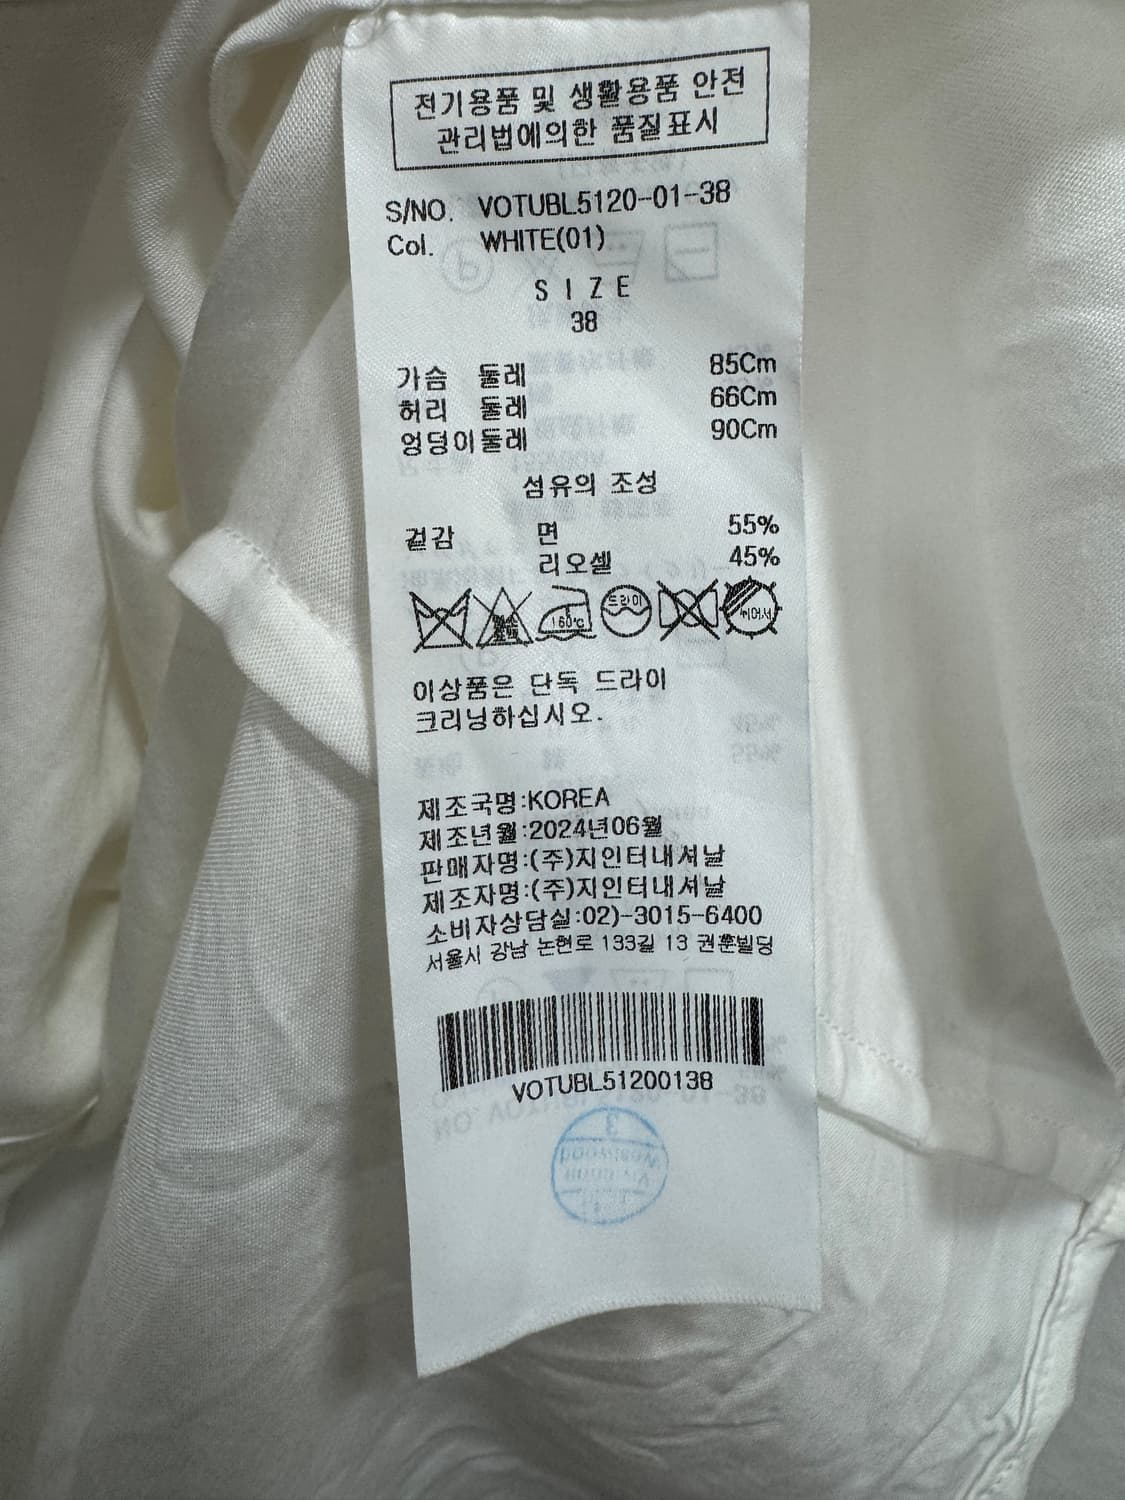 전기용품 및 생활용품 안전
관리법에의한 품질표시
S/NO. VOTUBL5120-01-38
Col. WHITE(01)
SIZE
38
가슴 둘레 85Cm
허리 둘레 66Cm
엉덩이둘레 90Cm
섬유의 조성
겉감 면 55%
리오셀 45%
160℃ 드라이 뉘어서
이상품은 단독 드라이
크리닝하십시오.
제조국명:KOREA
제조년월:2024년06월
판매자명:(주)지인터내셔날
제조자명:(주)지인터내셔날
소비자상담실:02)-3015-6400
서울시 강남 논현로 133길 13 권훈빌딩
VOTUBL51200138